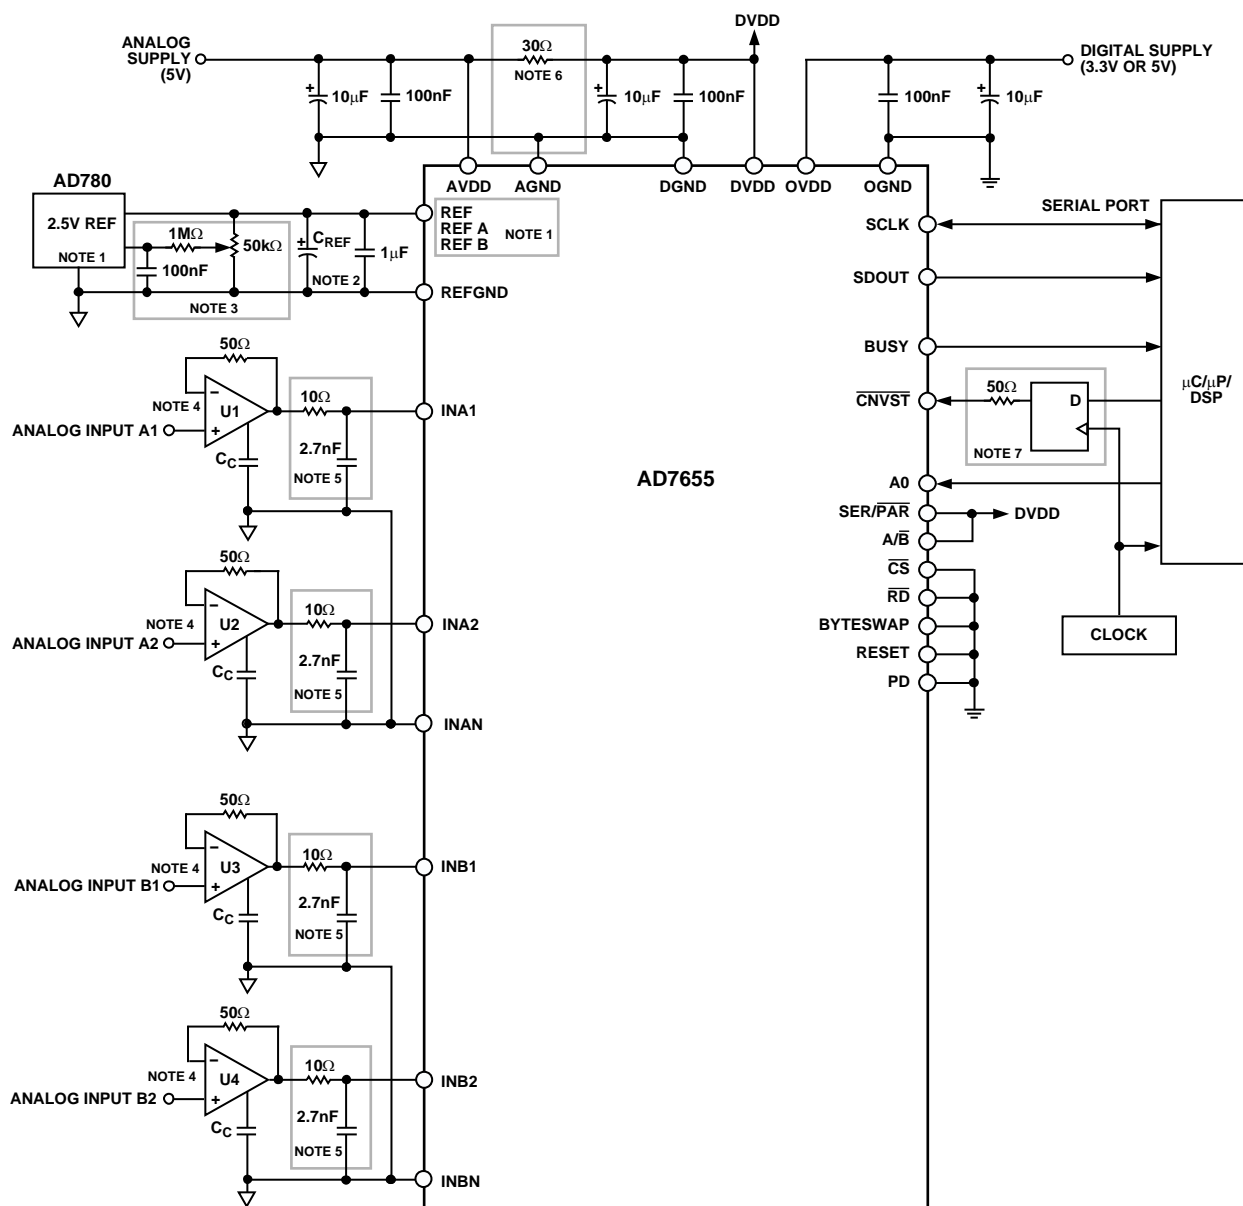 DVDD
ANALOG
SUPPLY
(5V)
30Ω
NOTE 6
DIGITAL SUPPLY
(3.3V OR 5V)
+
10μF
100nF
+
10μF
100nF
100nF
+
10μF
AVDD
AGND
DGND
DVDD
OVDD
OGND
AD780
2.5V REF
NOTE 1
1MΩ
50kΩ
100nF
NOTE 3
+
CREF
NOTE 2
1μF
REF
REF A
REF B
NOTE 1
REFGND
SCLK
SERIAL PORT
SDOUT
BUSY
CNVST
50Ω
D
NOTE 7
μC/μP/
DSP
A0
SER/PAR
DVDD
A/B
CS
RD
BYTESWAP
RESET
PD
CLOCK
AD7655
50Ω
−
U1
+
NOTE 4
ANALOG INPUT A1
CC
10Ω
2.7nF
NOTE 5
INA1
50Ω
−
U2
+
NOTE 4
ANALOG INPUT A2
CC
10Ω
2.7nF
NOTE 5
INA2
INAN
50Ω
−
U3
+
NOTE 4
ANALOG INPUT B1
CC
10Ω
2.7nF
NOTE 5
INB1
50Ω
−
U4
+
NOTE 4
ANALOG INPUT B2
CC
10Ω
2.7nF
NOTE 5
INB2
INBN